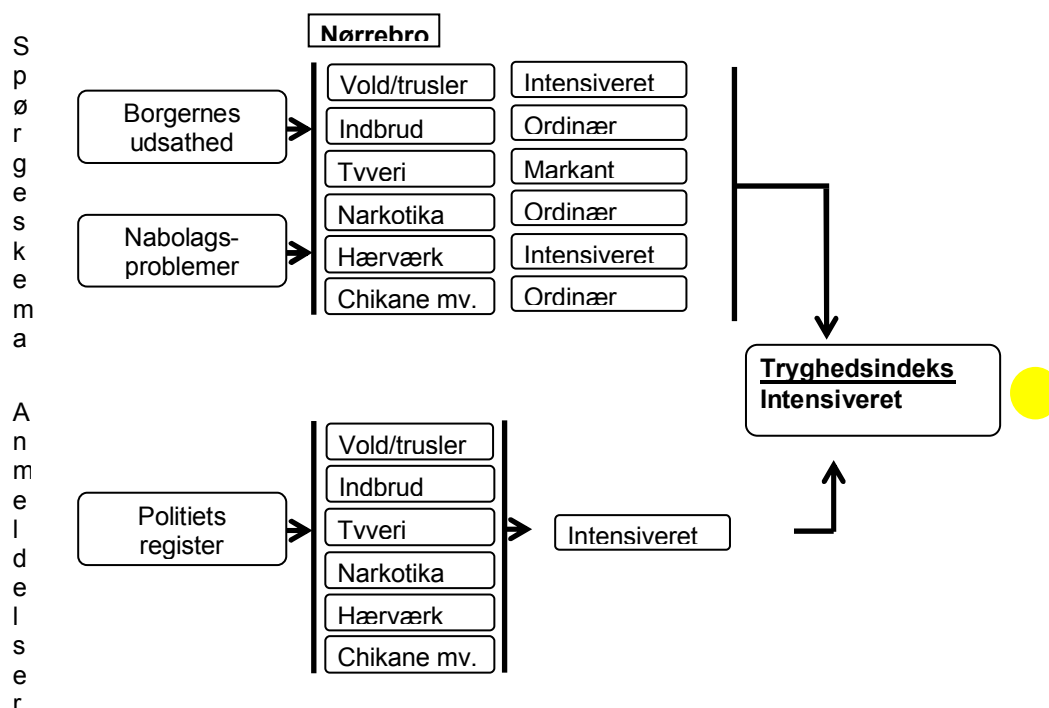 Nørrebro
Spørgeskema
Borgernes
udsathed
Nabolags-
problemer
Vold/trusler
Intensiveret
Indbrud
Ordinær
Tyveri
Markant
Narkotika
Ordinær
Hærværk
Intensiveret
Chikane mv.
Ordinær
Tryghedsindeks
Intensiveret
Anmeldelser
Politiets
register
Vold/trusler
Indbrud
Tyveri
Narkotika
Hærværk
Chikane mv.
Intensiveret